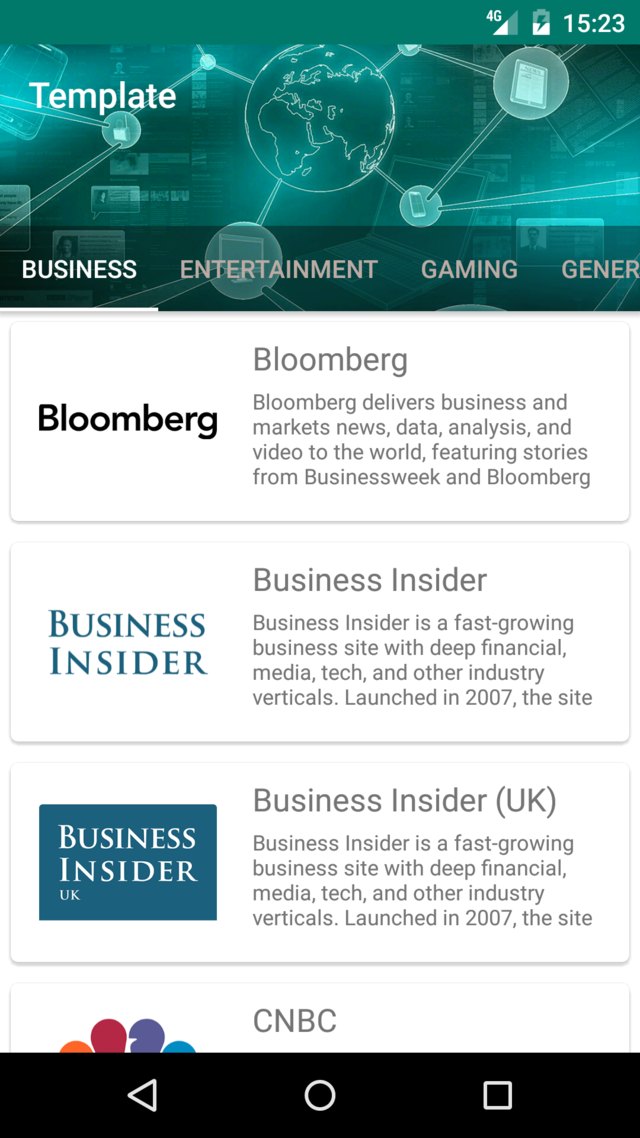 4G 15:23
Template
BUSINESS ENTERTAINMENT GAMING GENER
Bloomberg
Bloomberg
Bloomberg delivers business and
markets news, data, analysis, and
video to the world, featuring stories
from Businessweek and Bloomberg
BUSINESS
INSIDER
Business Insider
Business Insider is a fast-growing
business site with deep financial,
media, tech, and other industry
verticals. Launched in 2007, the site
BUSINESS
INSIDER
UK
Business Insider (UK)
Business Insider is a fast-growing
business site with deep financial,
media, tech, and other industry
verticals. Launched in 2007, the site
CNBC